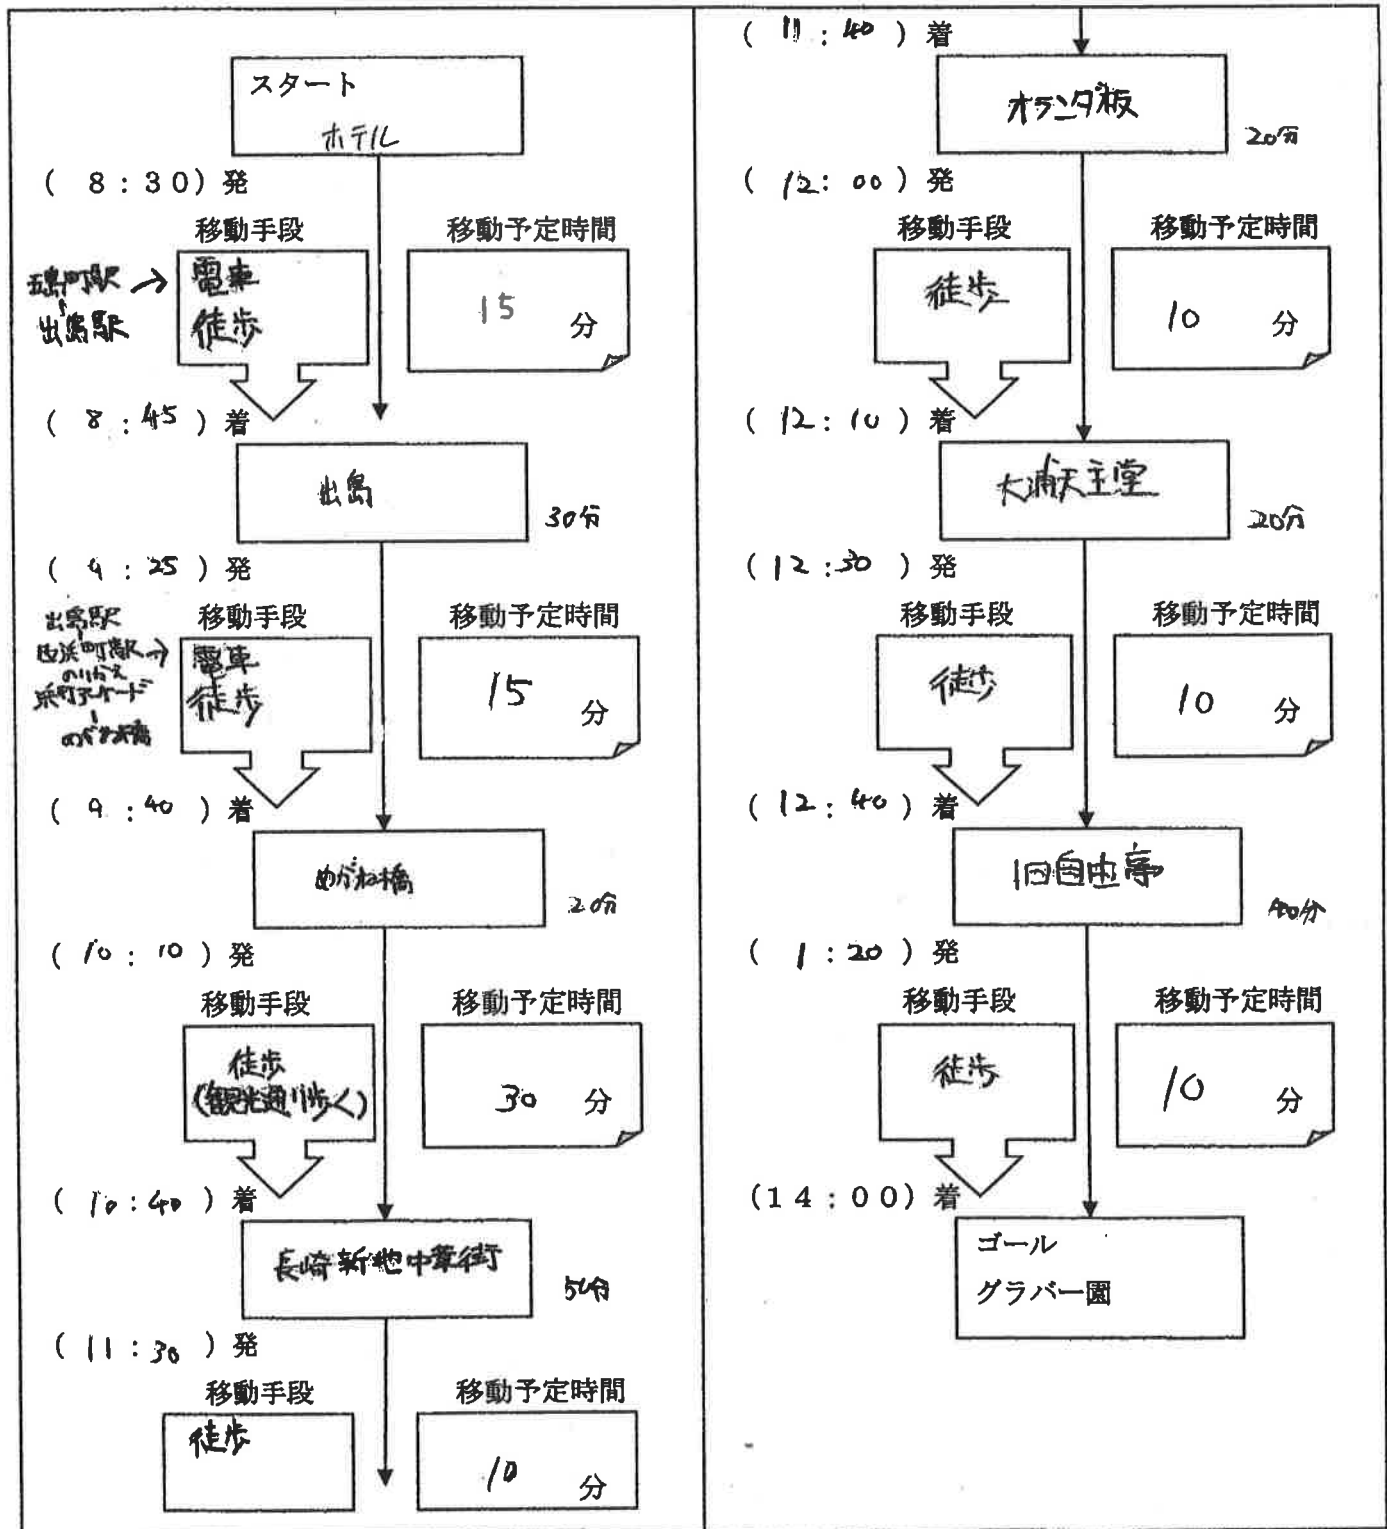 スタート
ホテル
( 8 : 3 0 ) 発
移動手段
移動予定時間
五島町駅 →
出島駅
電車
徒歩
15 分
( 8 : 45 ) 着
出島
30分
( 9 : 25 ) 発
移動手段
移動予定時間
出島駅
西浜町駅→
のりかえ
浜町アーケード
めがね橋
電車
徒歩
15 分
( 9 : 40 ) 着
めがね橋
20分
( 10 : 10 ) 発
移動手段
移動予定時間
徒歩
(観光通り歩く)
30 分
( 10 : 40 ) 着
長崎新地中華街
50分
( 11 : 30 ) 発
移動手段
移動予定時間
徒歩
10 分
( 11 : 40 ) 着
オランダ板
20分
( 12 : 00 ) 発
移動手段
移動予定時間
徒歩
10 分
( 12 : 10 ) 着
大浦天主堂
20分
( 12 : 30 ) 発
移動手段
移動予定時間
徒歩
10 分
( 12 : 40 ) 着
旧自由亭
40分
( 1 : 20 ) 発
移動手段
移動予定時間
徒歩
10 分
( 1 4 : 0 0 ) 着
ゴール
グラバー園